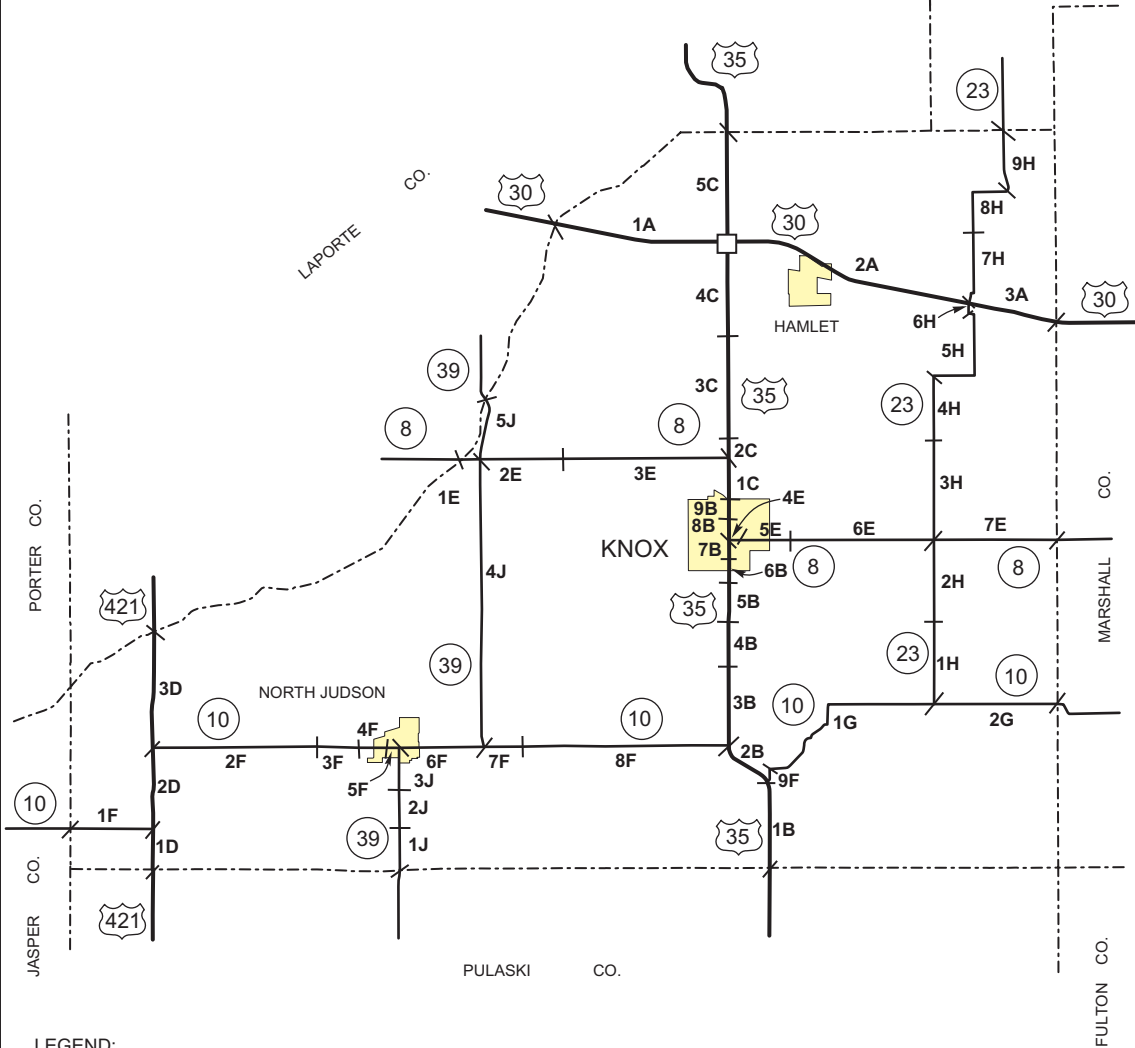 35
23
9H
LAPORTE CO.
30
5C
8H
1A
30
7H
2A
3A
30
4C
6H
HAMLET
5H
39
3C
35
23
4H
5J
8
8
2C
2E
3E
1E
1C
3H
PORTER CO.
9B
4E
8B
5E
6E
7E
MARSHALL CO.
KNOX
7B
6B
8
8
4J
2H
421
35
5B
4B
23
39
1H
3D
NORTH JUDSON
10
10
10
10
3B
4F
1G
2G
2F
3F
6F
7F
8F
2B
5F
3J
9F
2D
10
1F
2J
39
35
1B
1D
1J
JASPER CO.
421
PULASKI CO.
FULTON CO.
LEGEND: